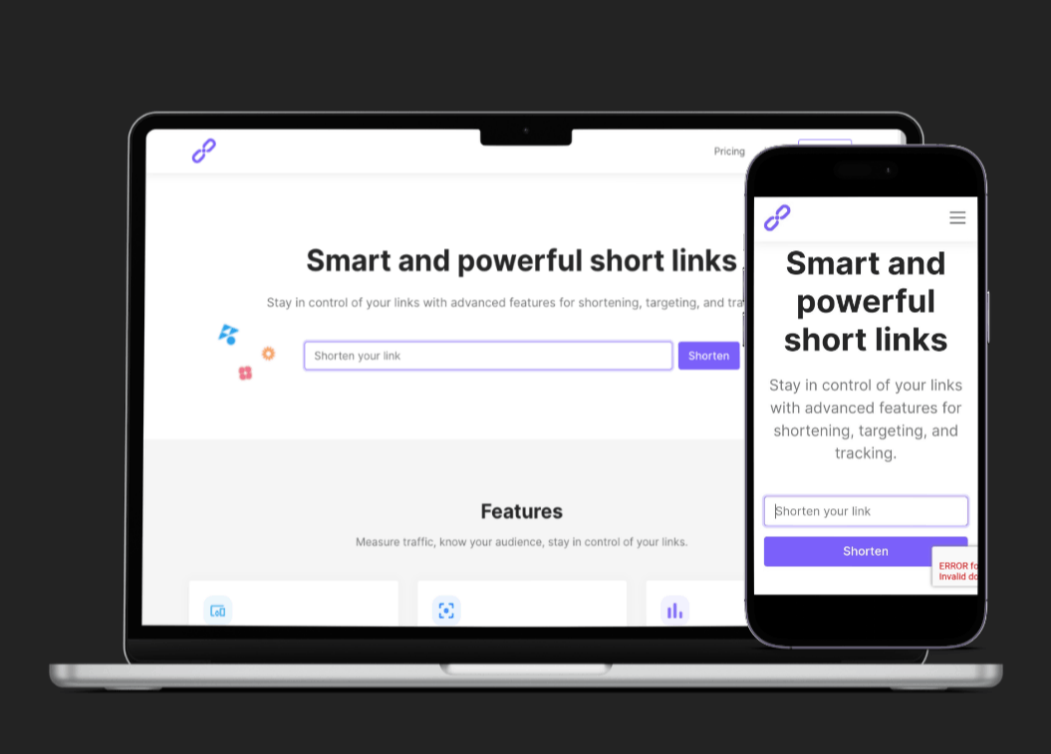 Pricing
Smart and powerful short links
Stay in control of your links with advanced features for shortening, targeting, and tra
Shorten your link
Shorten
Features
Measure traffic, know your audience, stay in control of your links.
Smart and
powerful
short links
Stay in control of your links
with advanced features for
shortening, targeting, and
tracking.
Shorten your link
Shorten
ERROR fo
Invalid do